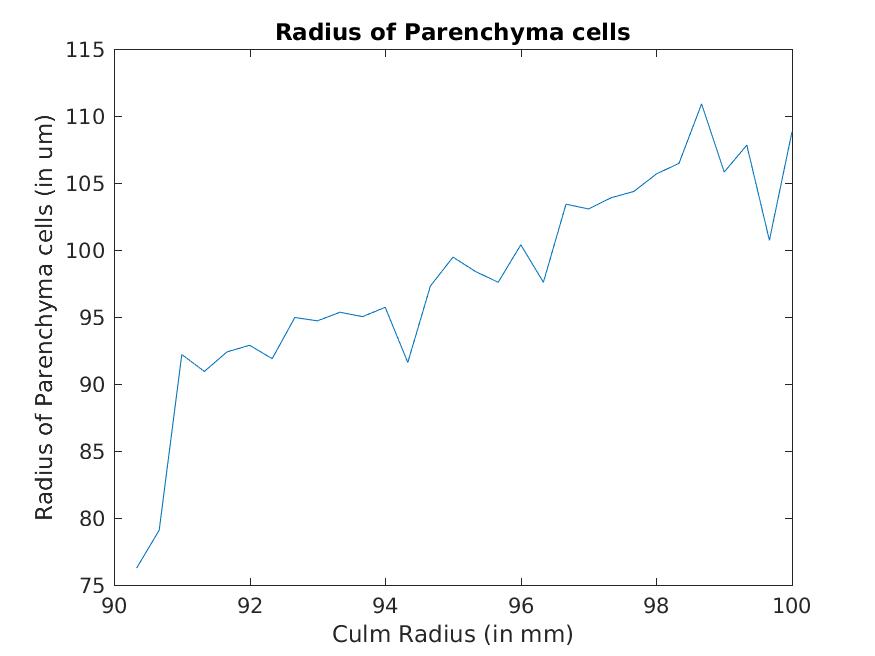 Radius of Parenchyma cells
115
110
105
100
95
90
85
80
75
Radius of Parenchyma cells (in um)
90 92 94 96 98 100
Culm Radius (in mm)